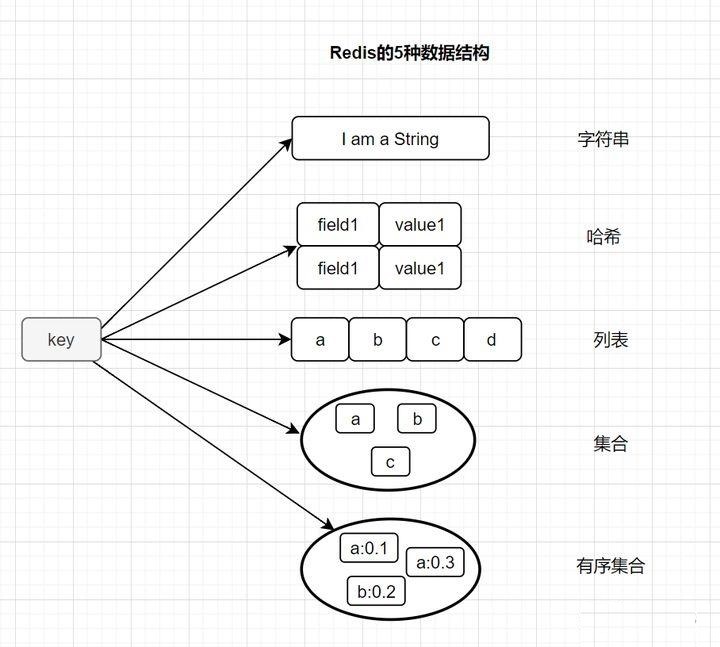 Redis的5种数据结构
I am a String
字符串
field1 value1
哈希
field1 value1
key
a b c d
列表
a b
集合
c
a:0.1
a:0.3
有序集合
b:0.2